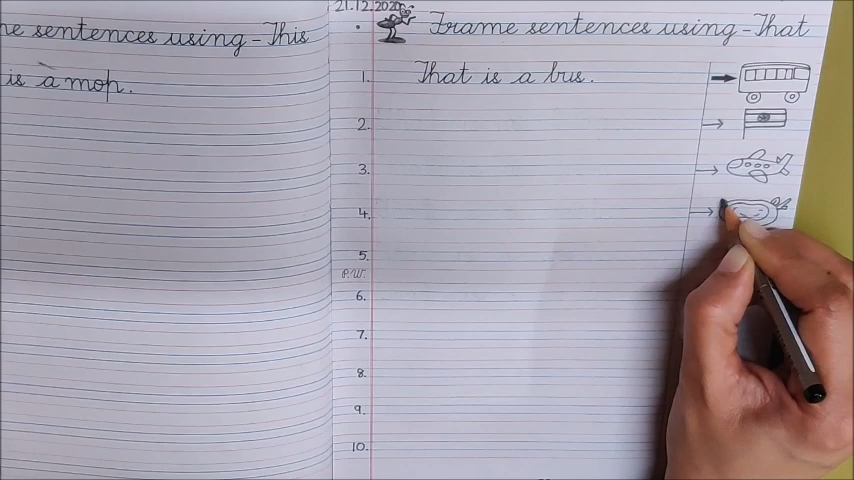 ne sentences using - This
is a mop.
21.12.2020
Frame sentences using - That
1. That is a bus.
2.
3.
4.
5.
P.W.
6.
7.
8.
9.
10.